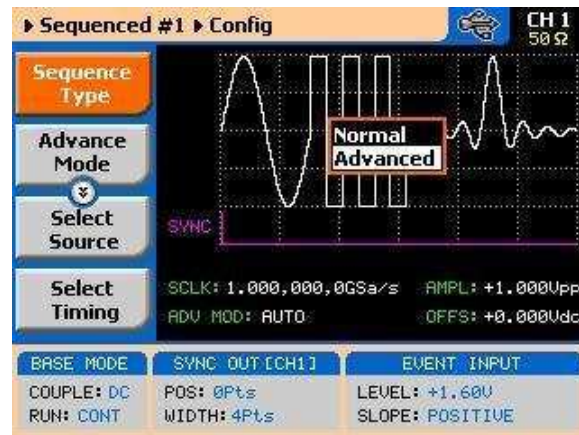 ▸ Sequenced #1 ▸ Config
CH 1
50 Ω
Sequence
Type
Advance
Mode
Select
Source
Select
Timing
Normal
Advanced
SYNC
SCLK: 1.000,000,0GSa/s AMPL: +1.000Vpp
ADV MOD: AUTO OFFS: +0.000Vdc
BASE MODE SYNC OUT [CH1] EVENT INPUT
COUPLE: DC POS: 0Pts LEVEL: +1.60V
RUN: CONT WIDTH: 4Pts SLOPE: POSITIVE